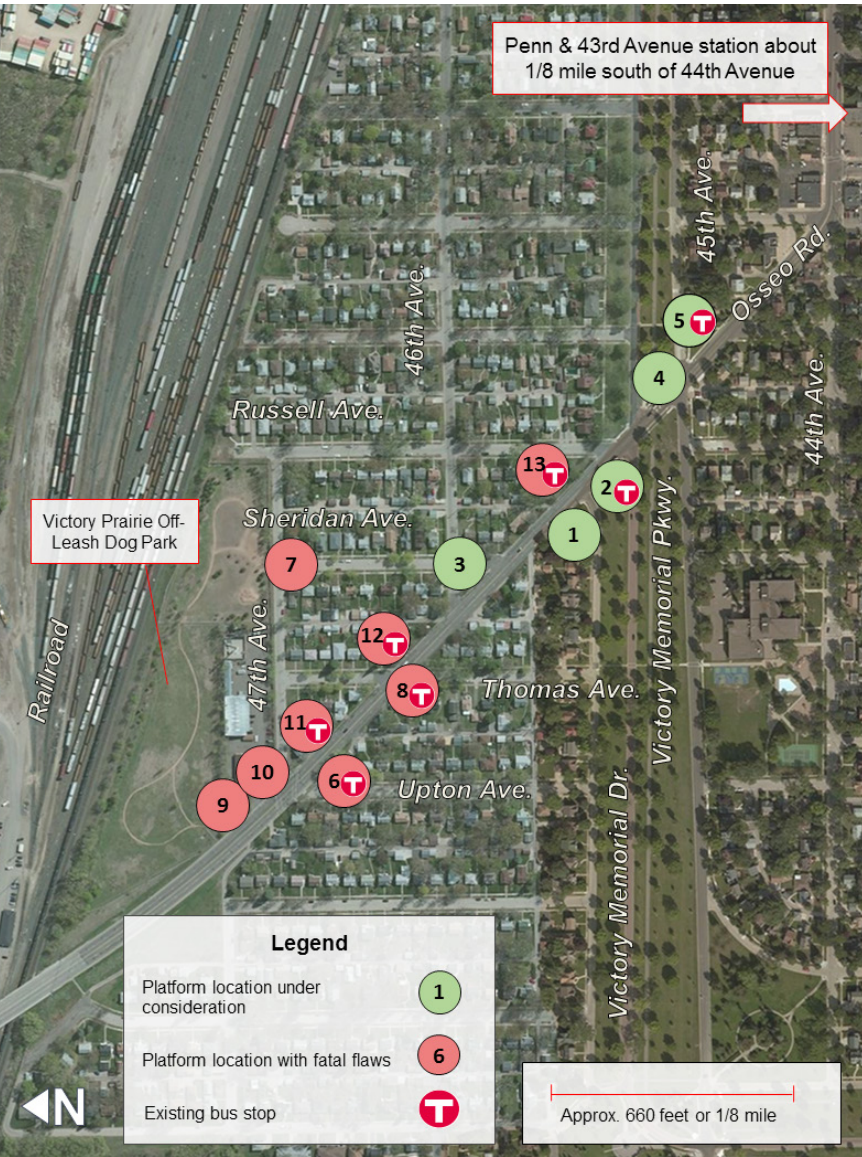 Penn & 43rd Avenue station about
1/8 mile south of 44th Avenue
45th Ave.
Osseo Rd.
5
T
46th Ave.
4
44th Ave.
Russell Ave.
13
T
2
T
Victory Prairie Off-
Leash Dog Park
Sheridan Ave.
1
7
3
Victory Memorial Pkwy.
Railroad
47th Ave.
12
T
8
T
Thomas Ave.
11
T
10
6
T
Upton Ave.
9
Victory Memorial Dr.
Legend
Platform location under
consideration
1
Platform location with fatal flaws
6
Existing bus stop
T
N
Approx. 660 feet or 1/8 mile